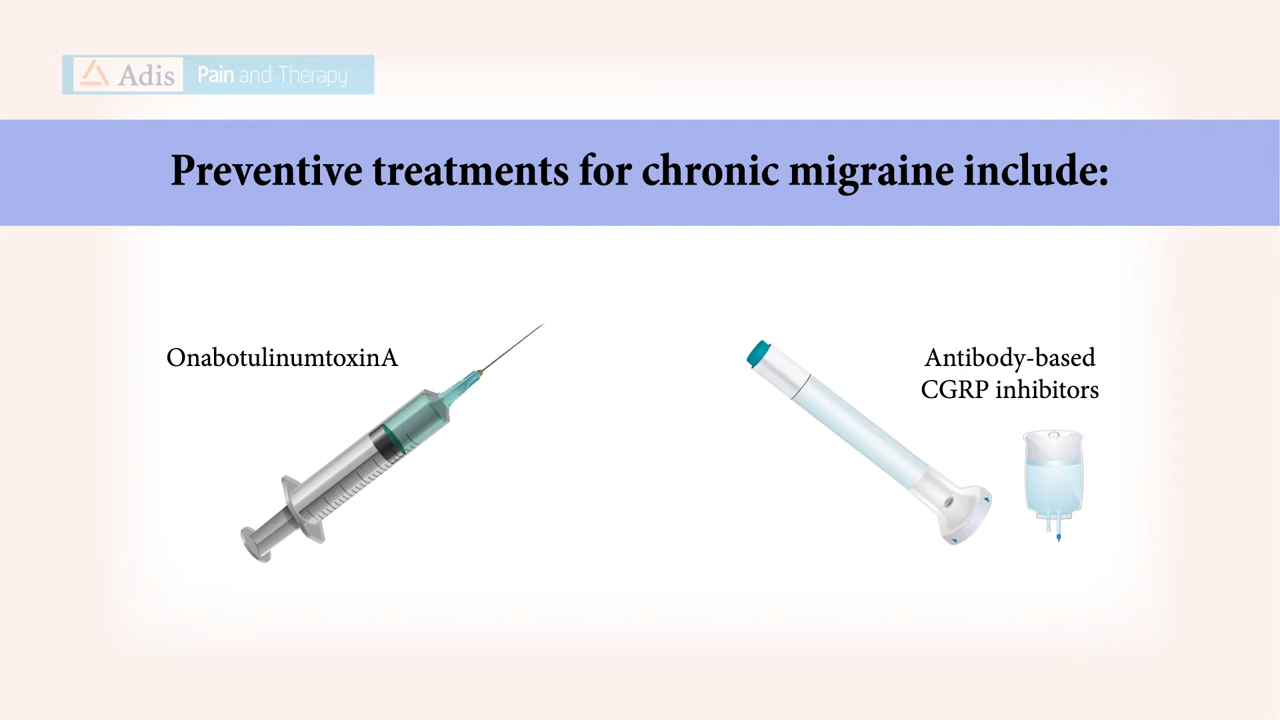 Adis Pain and Therapy
Preventive treatments for chronic migraine include:
OnabotulinumtoxinA
Antibody-based
CGRP inhibitors